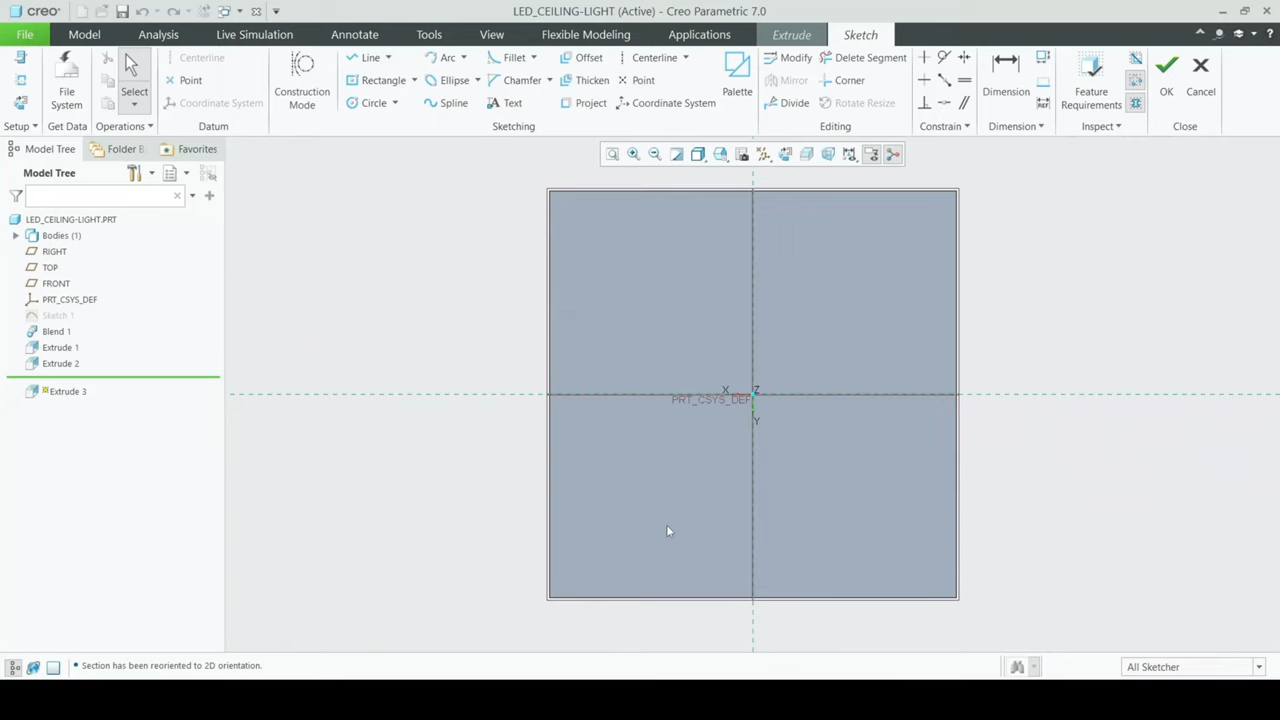 creo LED_CEILING-LIGHT (Active) - Creo Parametric 7.0
File Model Analysis Live Simulation Annotate Tools View Flexible Modeling Applications Extrude Sketch
Centerline Line Arc Fillet Offset Centerline Modify Delete Segment
Point Rectangle Ellipse Chamfer Thicken Point Mirror Corner
File System Select Coordinate System Construction Mode Circle Spline Text Project Coordinate System Palette Divide Rotate Resize Dimension Feature Requirements OK Cancel
Setup Get Data Operations Datum Sketching Editing Constrain Dimension Inspect Close
Model Tree Folder B Favorites
Model Tree
LED_CEILING-LIGHT.PRT
Bodies (1)
RIGHT
TOP
FRONT
PRT_CSYS_DEF
Sketch 1
Blend 1
Extrude 1
Extrude 2
Extrude 3
X Z
PRT_CSYS_DEF
Y
• Section has been reoriented to 2D orientation.
All Sketcher